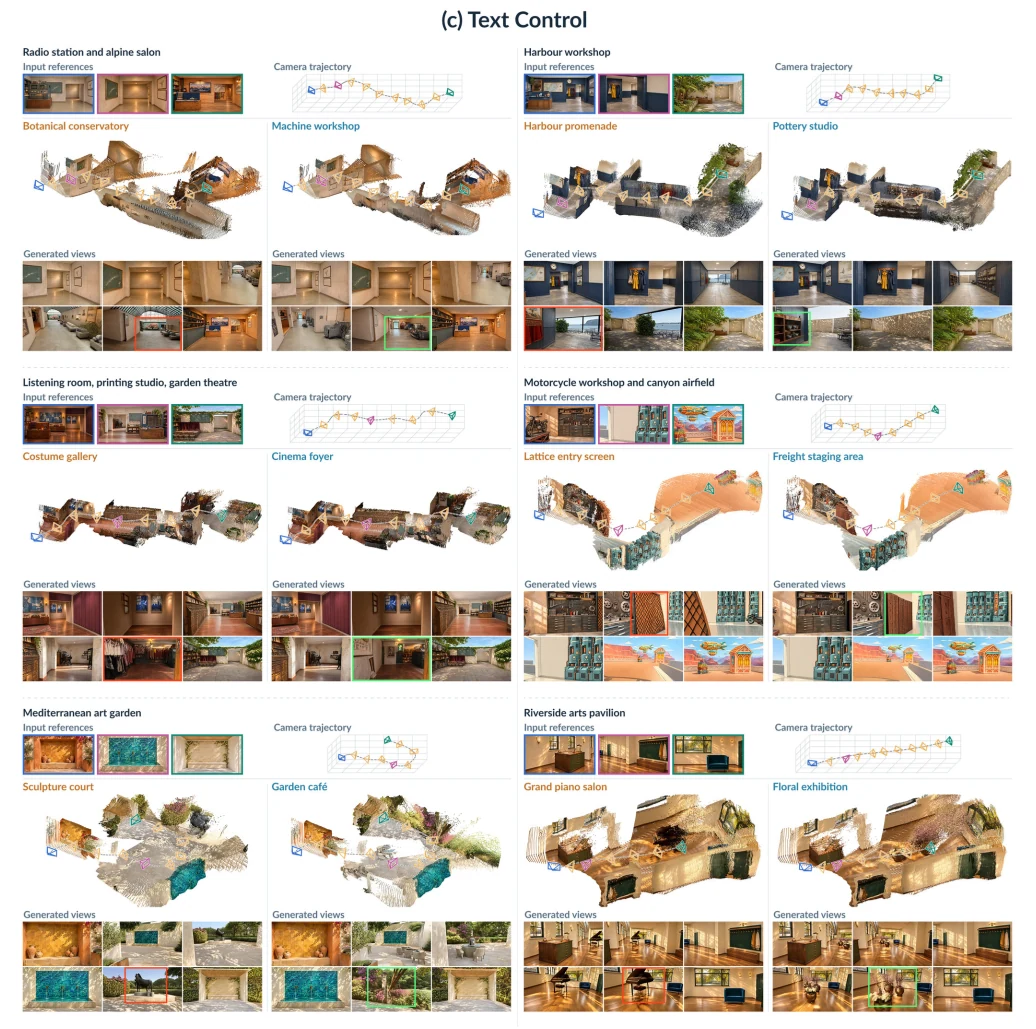 (c) Text Control
Radio station and alpine salon
Input references
Camera trajectory
Botanical conservatory
Machine workshop
Generated views
Generated views
Harbour workshop
Input references
Camera trajectory
Harbour promenade
Pottery studio
Generated views
Generated views
Listening room, printing studio, garden theatre
Input references
Camera trajectory
Costume gallery
Cinema foyer
Generated views
Generated views
Motorcycle workshop and canyon airfield
Input references
Camera trajectory
Lattice entry screen
Freight staging area
Generated views
Generated views
Mediterranean art garden
Input references
Camera trajectory
Sculpture court
Garden café
Generated views
Generated views
Riverside arts pavilion
Input references
Camera trajectory
Grand piano salon
Floral exhibition
Generated views
Generated views